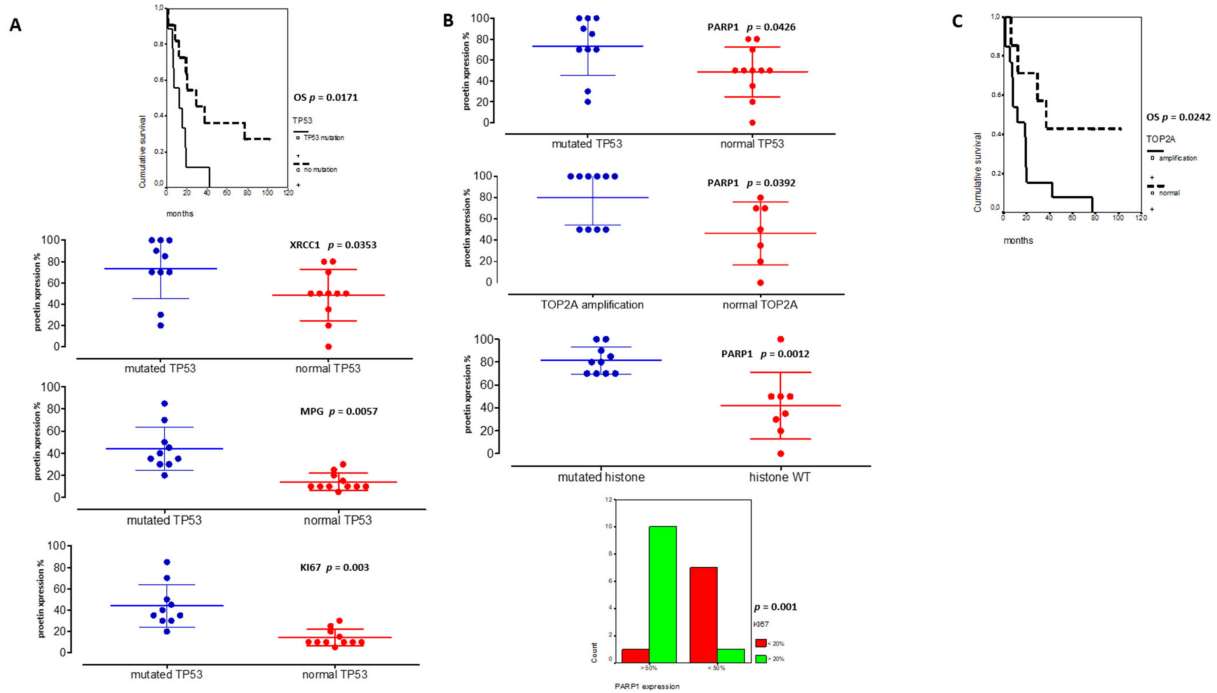 A
1,0
0.8
0.6
0.4
0.2
0,0
0
20
40
60
80
100
120
Cumulative survival
months
OS p = 0.0171
TP53
TP53 mutation
+
no mutation
+
proetin xpression %
100
80
60
40
20
0
XRCC1 p = 0.0353
mutated TP53
normal TP53
proetin xpression %
100
80
60
40
20
0
MPG p = 0.0057
mutated TP53
normal TP53
proetin xpression %
100
80
60
40
20
0
KI67 p = 0.003
mutated TP53
normal TP53
B
proetin xpression %
100
80
60
40
20
0
PARP1 p = 0.0426
mutated TP53
normal TP53
proetin xpression %
100
80
60
40
20
0
PARP1 p = 0.0392
TOP2A amplification
normal TOP2A
proetin xpression %
100
80
60
40
20
0
PARP1 p = 0.0012
mutated histone
histone WT
12
10
8
6
4
2
0
Count
> 50%
< 50%
PARP1 expression
p = 0.001
KI67
< 20%
> 20%
C
1,0
0.8
0.6
0.4
0.2
0,0
0
20
40
60
80
100
120
Cumulative survival
months
OS p = 0.0242
TOP2A
amplification
+
normal
+